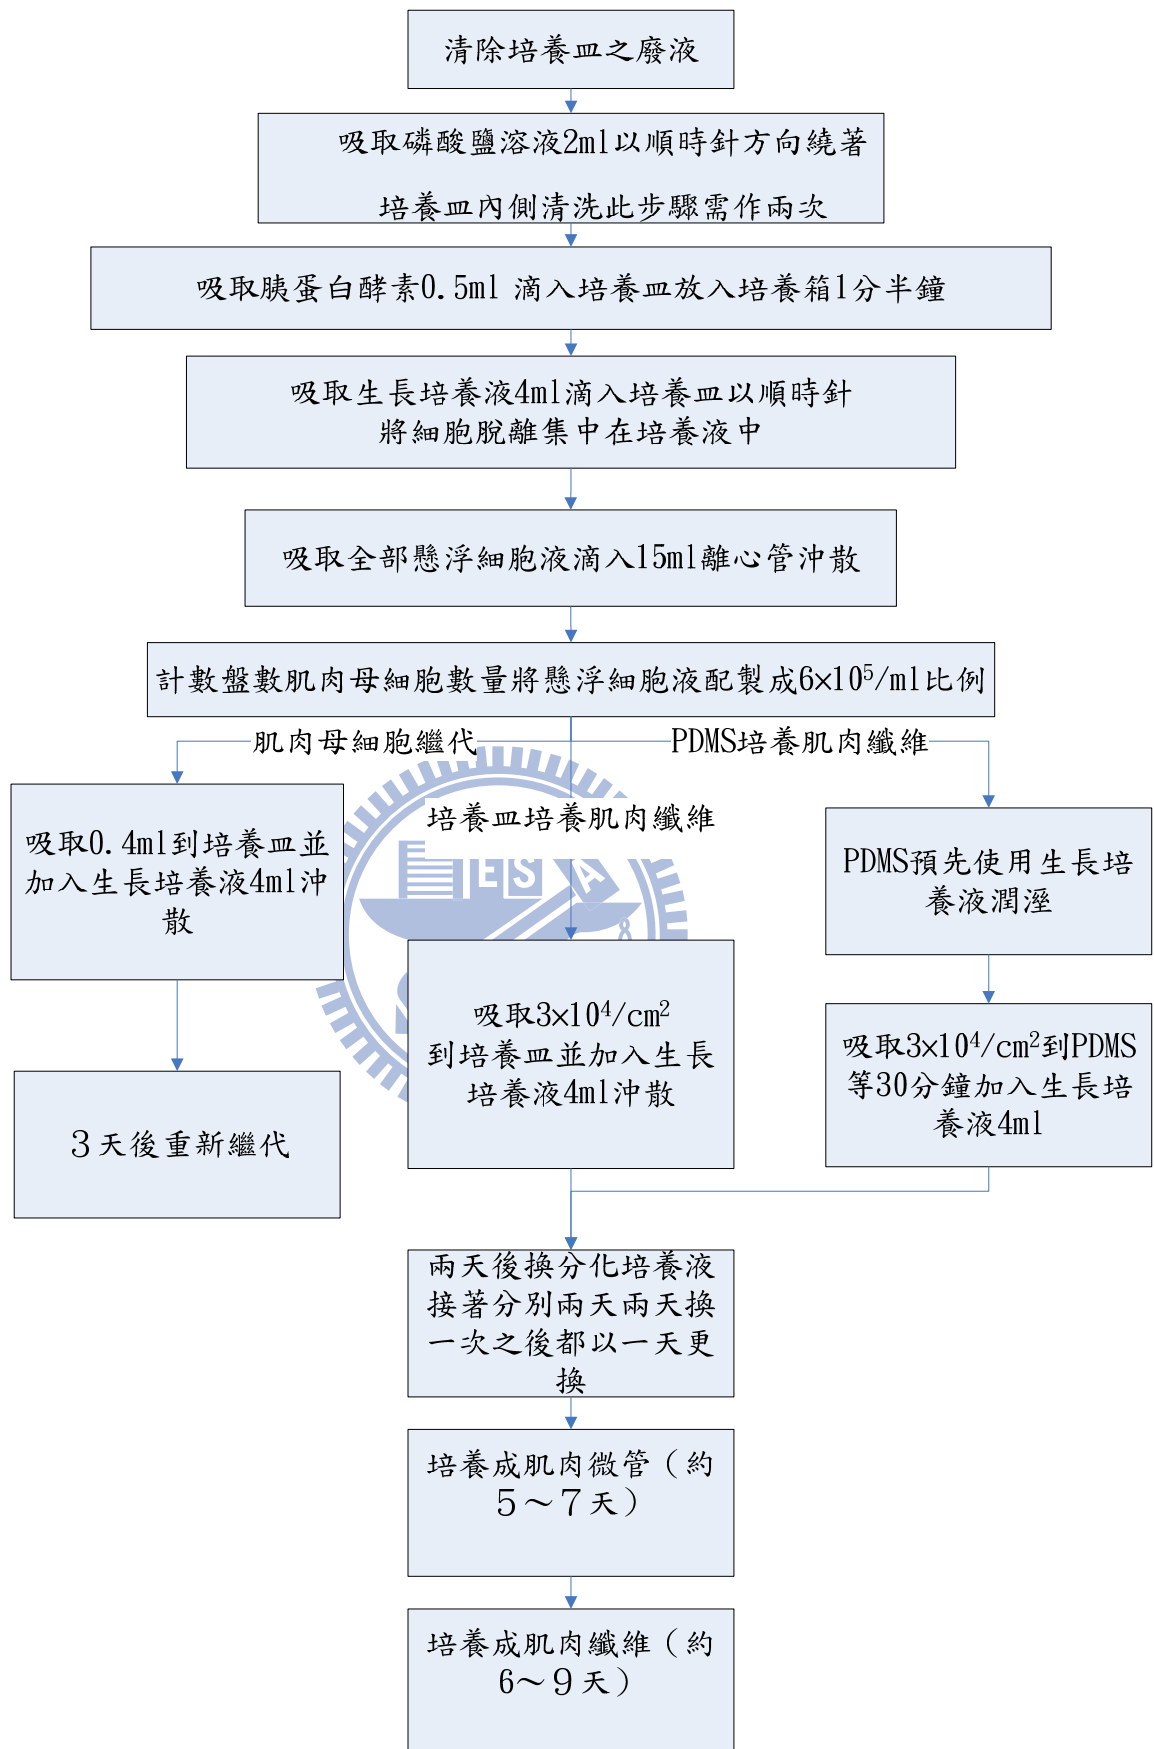 清除培養皿之廢液
吸取磷酸鹽溶液2ml以順時針方向繞著
培養皿內側清洗此步驟需作兩次
吸取胰蛋白酵素0.5ml 滴入培養皿放入培養箱1分半鐘
吸取生長培養液4ml滴入培養皿以順時針
將細胞脫離集中在培養液中
吸取全部懸浮細胞液滴入15ml離心管沖散
計數盤數肌肉母細胞數量將懸浮細胞液配製成6×10⁵/ml比例
肌肉母細胞繼代
PDMS培養肌肉纖維
培養皿培養肌肉纖維
吸取0.4ml到培養皿並
加入生長培養液4ml沖
散
PDMS預先使用生長培
養液潤溼
ESA
吸取3×10⁴/cm²
到培養皿並加入生長
培養液4ml沖散
吸取3×10⁴/cm²到PDMS
等30分鐘加入生長培
養液4ml
３天後重新繼代
兩天後換分化培養液
接著分別兩天兩天換
一次之後都以一天更
換
培養成肌肉微管（約
５～７天）
培養成肌肉纖維（約
6～９天）